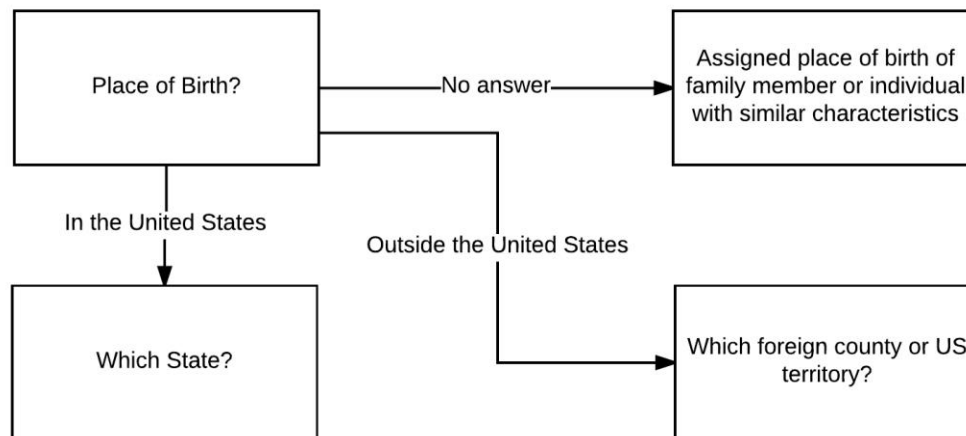 Place of Birth?
No answer
Assigned place of birth of
family member or individual
with similar characteristics
In the United States
Outside the United States
Which State?
Which foreign county or US
territory?